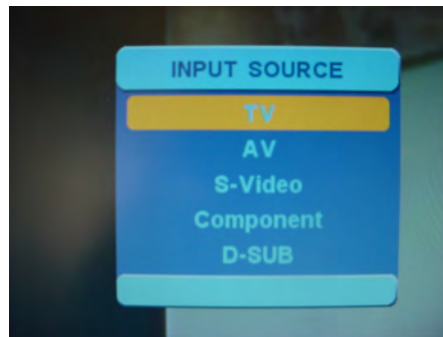 INPUT SOURCE
TV
AV
S-Video
Component
D-SUB